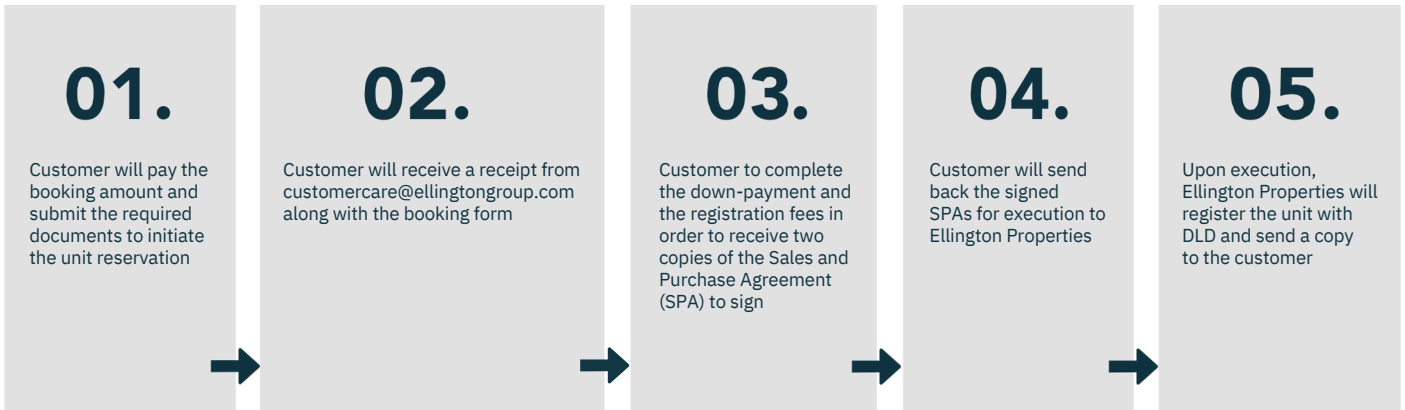 01.
Customer will pay the
booking amount and
submit the required
documents to initiate
the unit reservation
02.
Customer will receive a receipt from
customercare@ellingtongroup.com
along with the booking form
03.
Customer to complete
the down-payment and
the registration fees in
order to receive two
copies of the Sales and
Purchase Agreement
(SPA) to sign
04.
Customer will send
back the signed
SPAs for execution to
Ellington Properties
05.
Upon execution,
Ellington Properties will
register the unit with
DLD and send a copy
to the customer